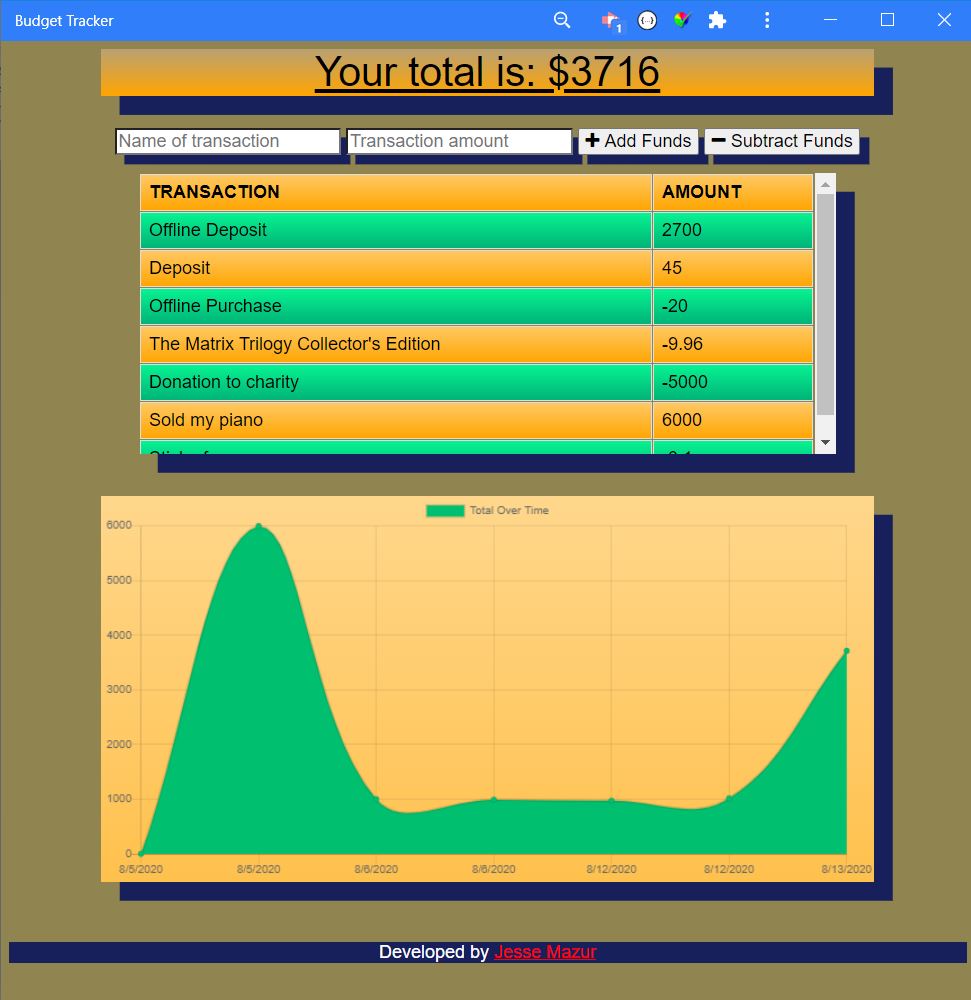 Budget Tracker
1
Your total is: $3716
Name of transaction Transaction amount + Add Funds − Subtract Funds
TRANSACTION AMOUNT
Offline Deposit 2700
Deposit 45
Offline Purchase -20
The Matrix Trilogy Collector's Edition -9.96
Donation to charity -5000
Sold my piano 6000
Total Over Time
6000
5000
4000
3000
2000
1000
0
8/5/2020 8/5/2020 8/6/2020 8/6/2020 8/12/2020 8/12/2020 8/13/2020
Developed by Jesse Mazur